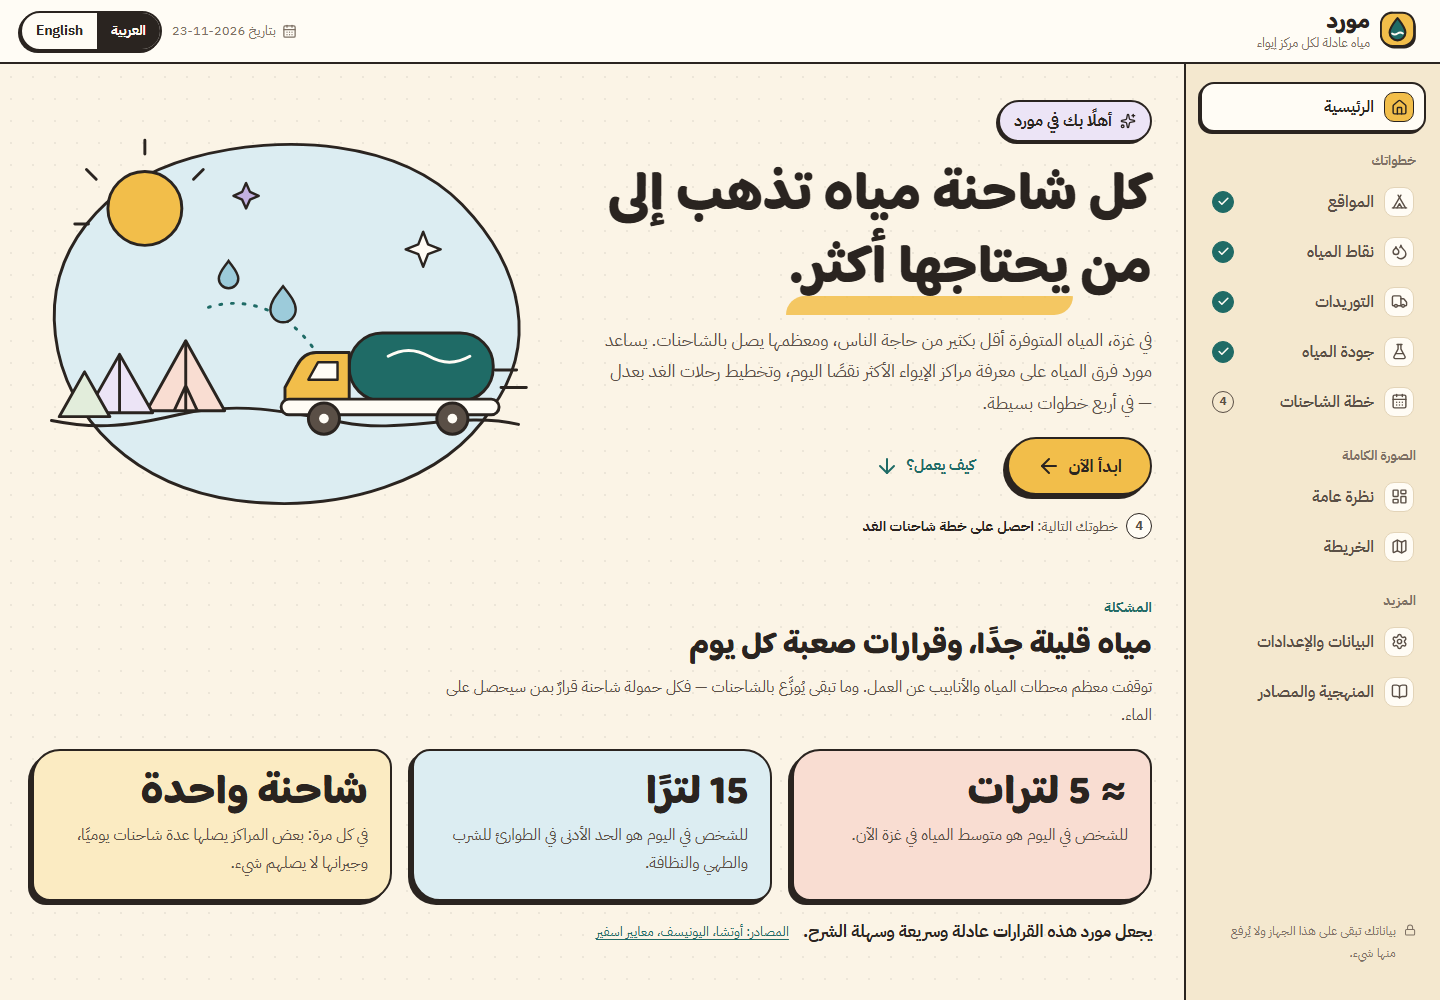 مورد
مياه عادلة لكل مركز إيواء
بتاريخ 2026-11-23
العربية
English
الرئيسية
خطواتك
المواقع
نقاط المياه
التوريدات
جودة المياه
خطة الشاحنات
4
الصورة الكاملة
نظرة عامة
الخريطة
المزيد
البيانات والإعدادات
المنهجية والمصادر
بياناتك تبقى على هذا الجهاز ولا يُرفع
منها شيء.
أهلًا بك في مورد
كل شاحنة مياه تذهب إلى
من يحتاجها أكثر.
في غزة، المياه المتوفرة أقل بكثير من حاجة الناس، ومعظمها يصل بالشاحنات. يساعد
مورد فرق المياه على معرفة مراكز الإيواء الأكثر نقصًا اليوم، وتخطيط رحلات الغد بعدل
— في أربع خطوات بسيطة.
ابدأ الآن
كيف يعمل؟
4
خطوتك التالية: احصل على خطة شاحنات الغد
المشكلة
مياه قليلة جدًا، وقرارات صعبة كل يوم
توقفت معظم محطات المياه والأنابيب عن العمل. وما تبقى يُوزَّع بالشاحنات — فكل حمولة شاحنة قرارٌ بمن سيحصل على
الماء.
≈ 5 لترات
للشخص في اليوم هو متوسط المياه في غزة الآن.
15 لترًا
للشخص في اليوم هو الحد الأدنى في الطوارئ للشرب
والطهي والنظافة.
شاحنة واحدة
في كل مرة: بعض المراكز يصلها عدة شاحنات يوميًا،
وجيرانها لا يصلهم شيء.
يجعل مورد هذه القرارات عادلة وسريعة وسهلة الشرح.
المصادر: أوتشا، اليونيسف، معايير اسفير